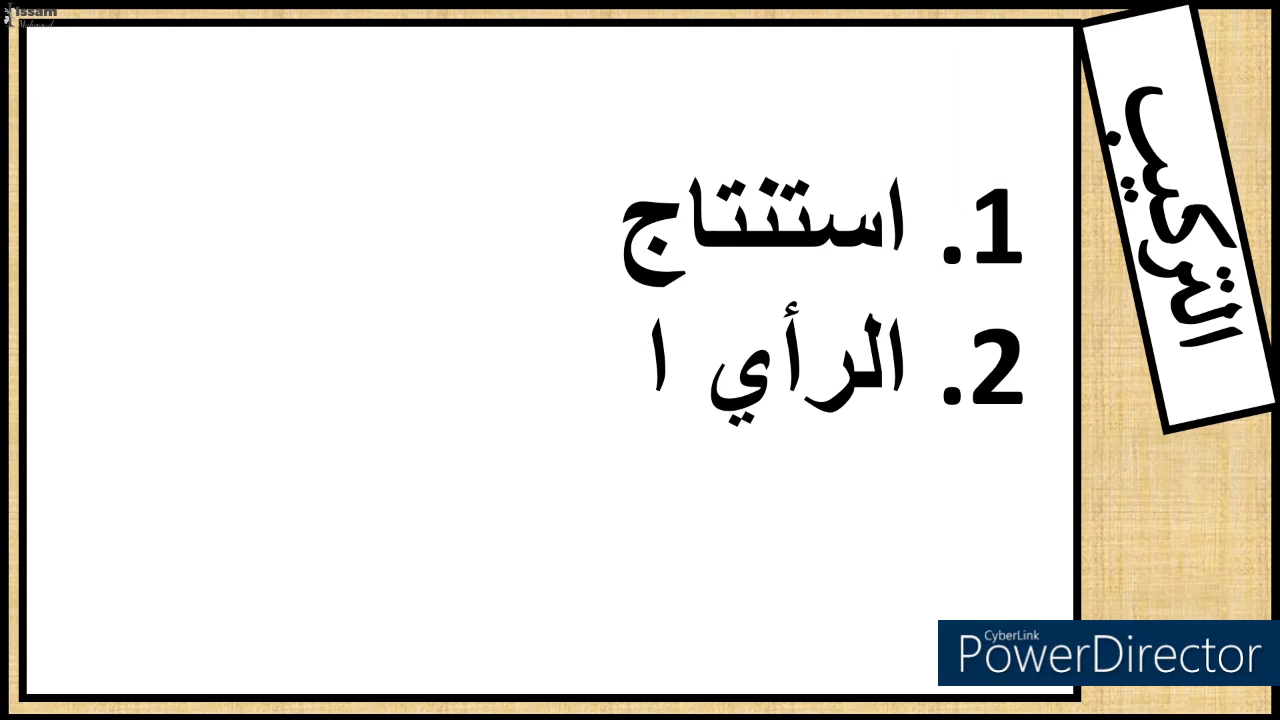 التركيب
1. استنتاج
2. الرأي ا
CyberLink
PowerDirector
issam